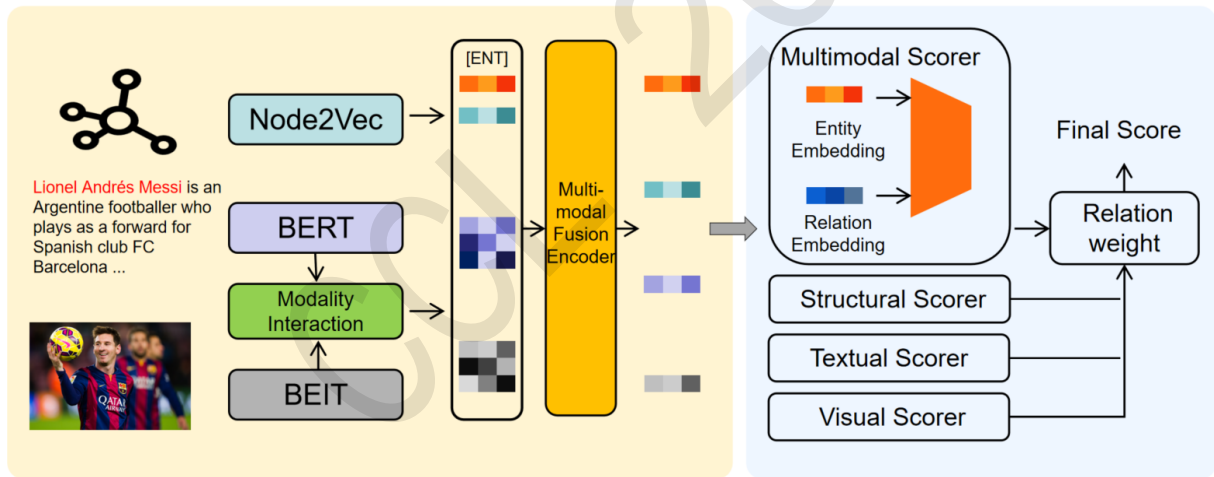 Node2Vec
Lionel Andrés Messi is an
Argentine footballer who
plays as a forward for
Spanish club FC
Barcelona ...
BERT
Modality
Interaction
BEIT
QATAR
AIRWAYS
[ENT]
Multi-
modal
Fusion
Encoder
Multimodal Scorer
Entity
Embedding
Relation
Embedding
Structural Scorer
Textual Scorer
Visual Scorer
Final Score
Relation
weight